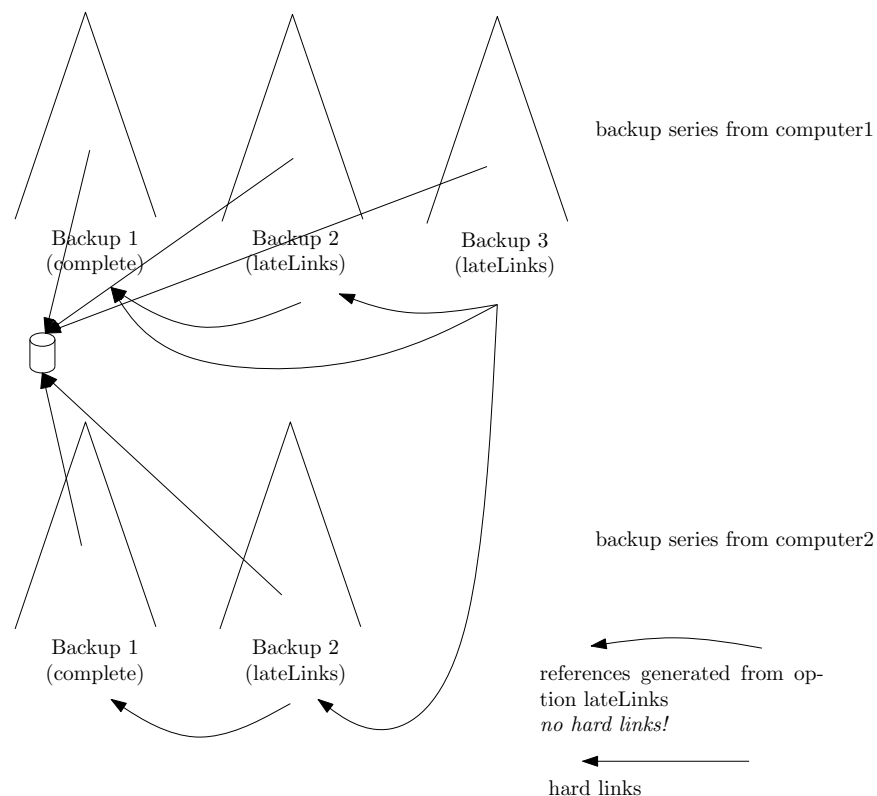 backup series from computer1
Backup 1
(complete)
Backup 2
(lateLinks)
Backup 3
(lateLinks)
backup series from computer2
Backup 1
(complete)
Backup 2
(lateLinks)
references generated from op-
tion lateLinks
no hard links!
hard links